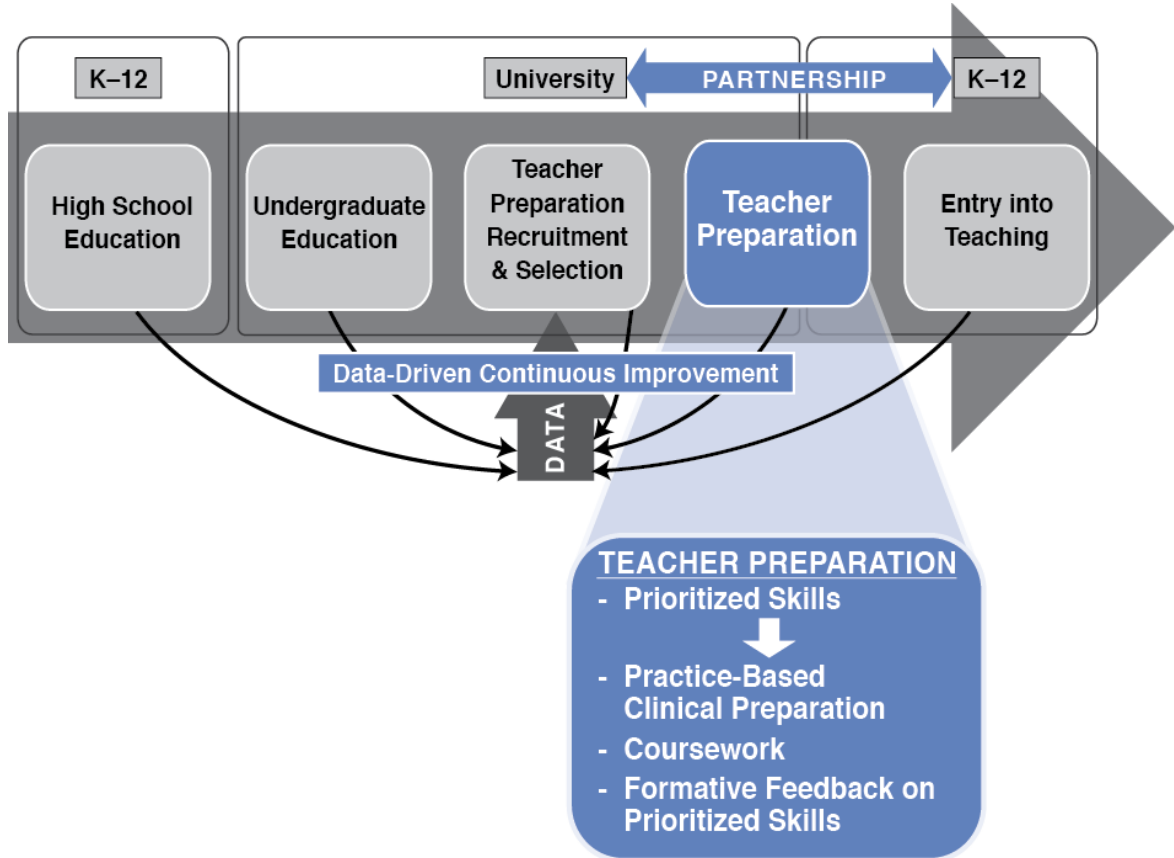 K–12
University
PARTNERSHIP
K–12
High School
Education
Undergraduate
Education
Teacher
Preparation
Recruitment
& Selection
Teacher
Preparation
Entry into
Teaching
Data-Driven Continuous Improvement
DATA
TEACHER PREPARATION
- Prioritized Skills
- Practice-Based
Clinical Preparation
- Coursework
- Formative Feedback on
Prioritized Skills